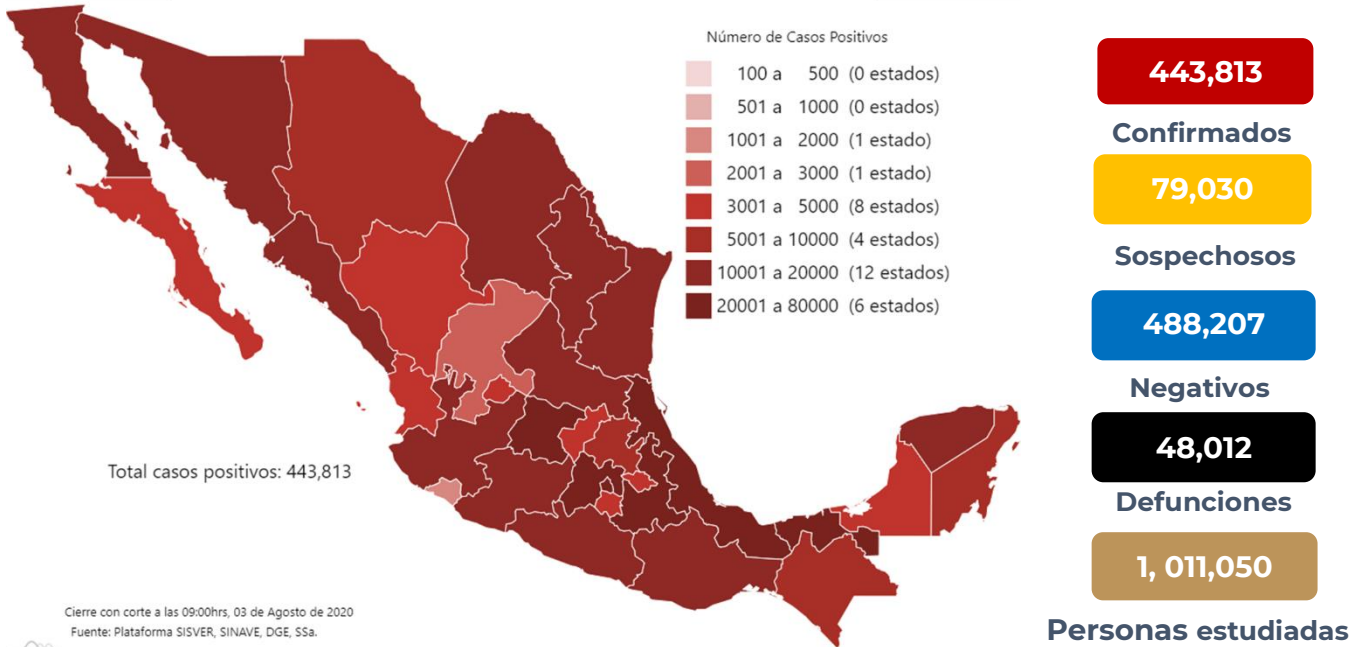 Número de Casos Positivos
100 a 500 (0 estados)
501 a 1000 (0 estados)
1001 a 2000 (1 estado)
2001 a 3000 (1 estado)
3001 a 5000 (8 estados)
5001 a 10000 (4 estados)
10001 a 20000 (12 estados)
20001 a 80000 (6 estados)
Total casos positivos: 443,813
Cierre con corte a las 09:00hrs, 03 de Agosto de 2020
Fuente: Plataforma SISVER, SINAVE, DGE, SSa.
443,813
Confirmados
79,030
Sospechosos
488,207
Negativos
48,012
Defunciones
1, 011,050
Personas estudiadas